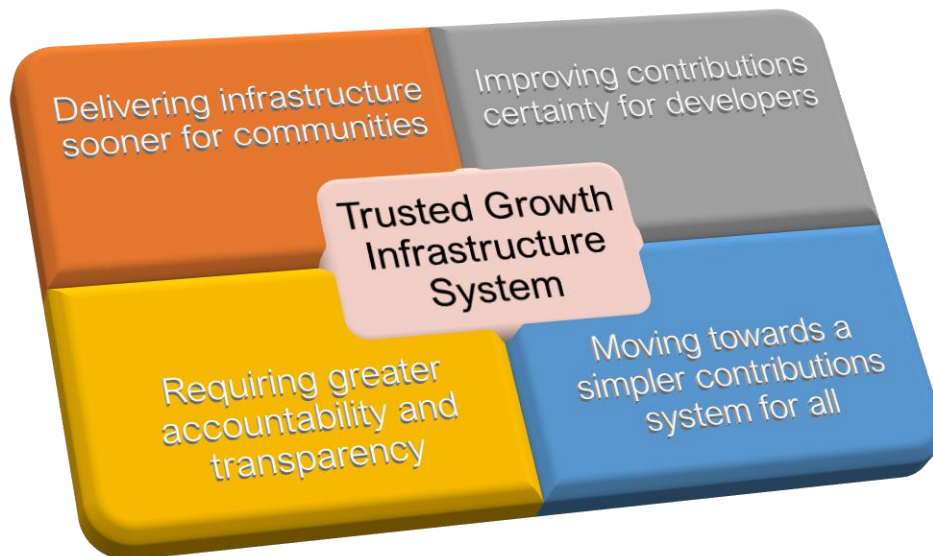 Delivering infrastructure
sooner for communities
Improving contributions
certainty for developers
Trusted Growth
Infrastructure
System
Requiring greater
accountability and
transparency
Moving towards a
simpler contributions
system for all